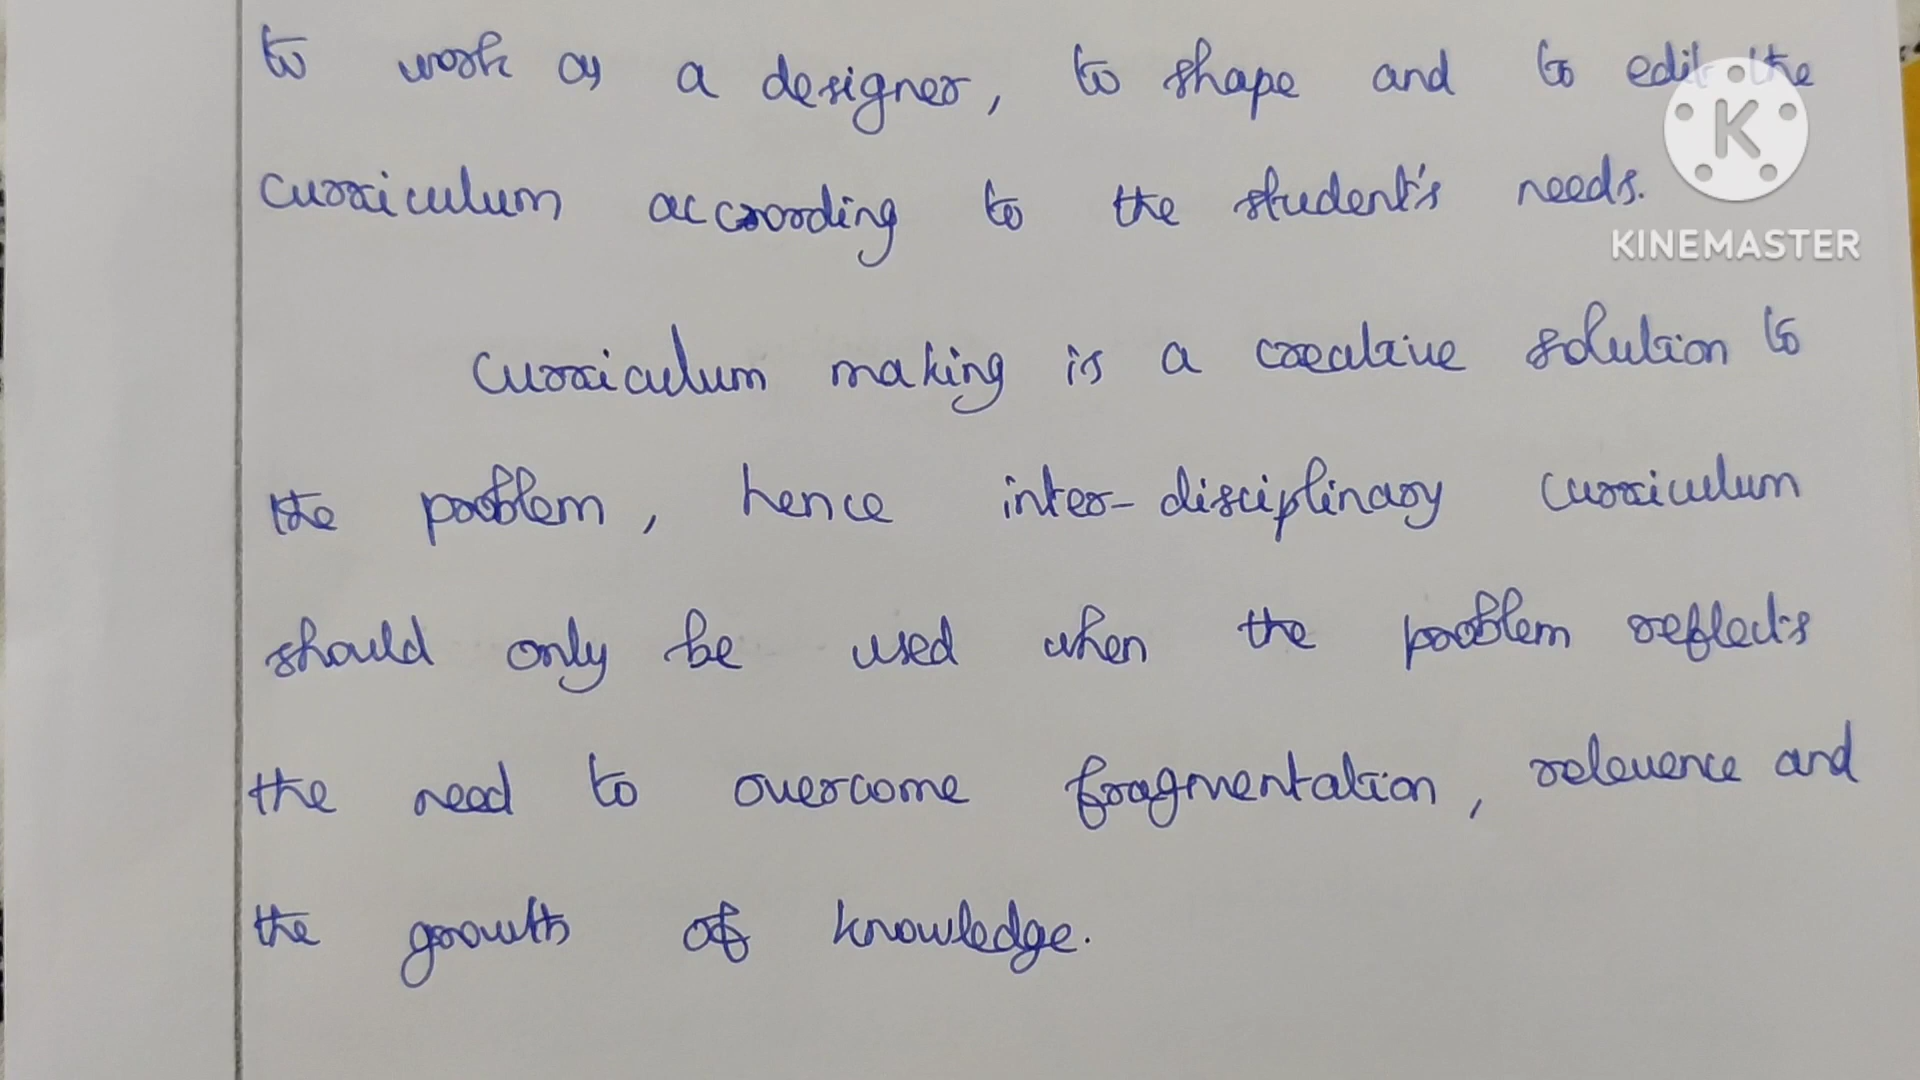 to work as a designer, to shape and to edit the
curriculum according to the student's needs.
K
KINEMASTER
Curriculum making is a creative solution to
the problem, hence inter-disciplinary curriculum
should only be used when the problem reflects
the need to overcome fragmentation, relevence and
the growth of knowledge.